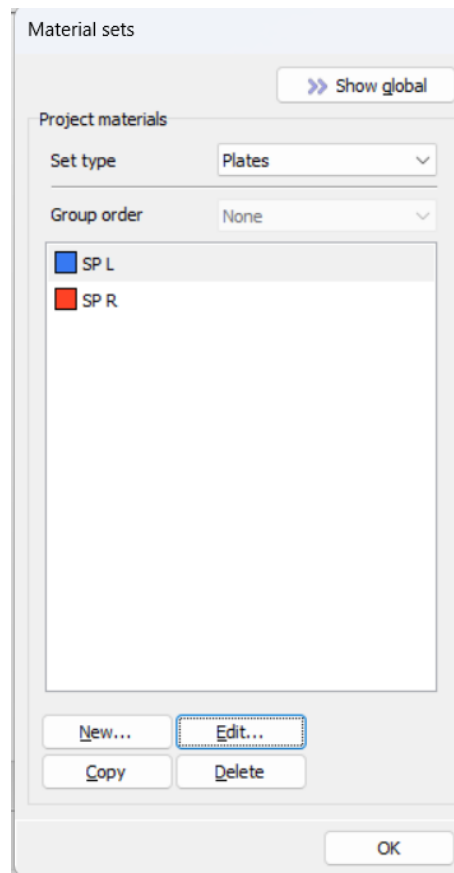 Material sets
Show global
Project materials
Set type Plates
Group order None
SP L
SP R
New... Edit...
Copy Delete
OK